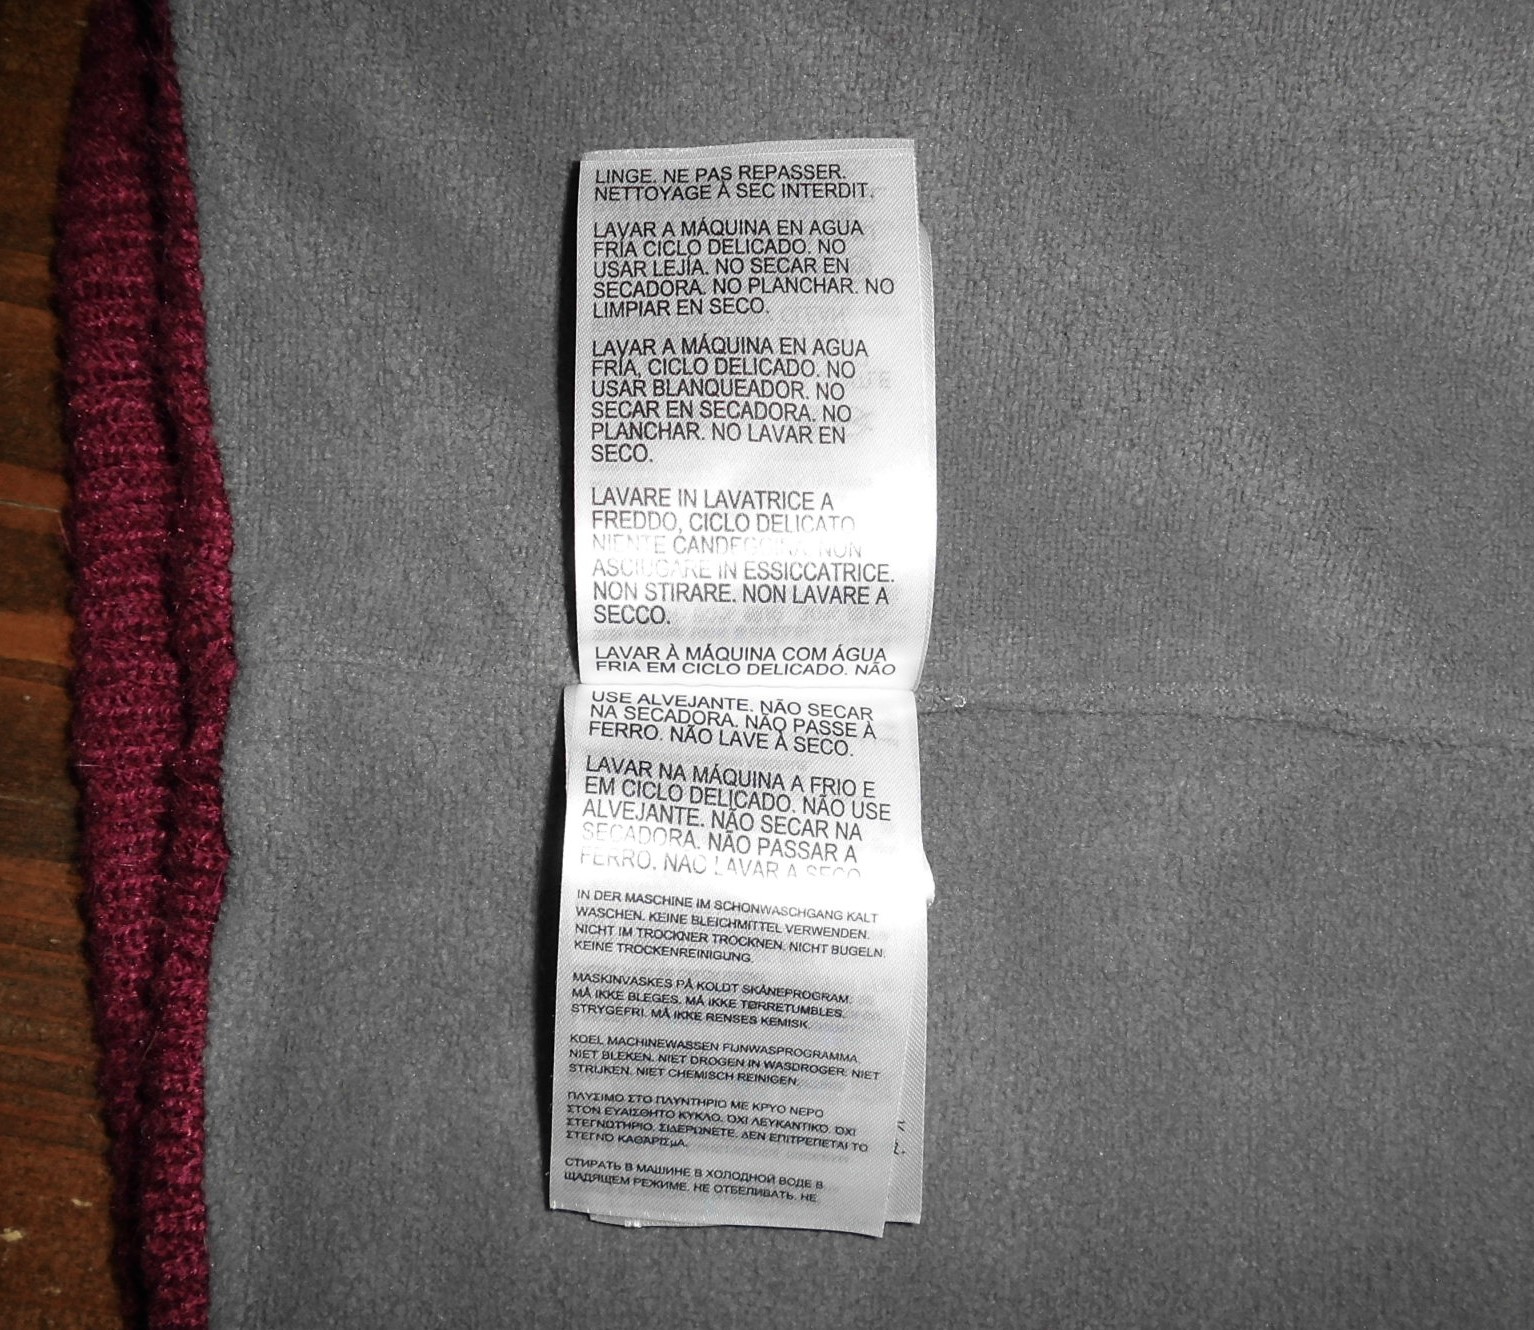 LINGE. NE PAS REPASSER.
NETTOYAGE À SEC INTERDIT.
LAVAR A MÁQUINA EN AGUA
FRÍA CICLO DELICADO. NO
USAR LEJÍA. NO SECAR EN
SECADORA. NO PLANCHAR. NO
LIMPIAR EN SECO.
LAVAR A MÁQUINA EN AGUA
FRÍA, CICLO DELICADO. NO
USAR BLANQUEADOR. NO
SECAR EN SECADORA. NO
PLANCHAR. NO LAVAR EN
SECO.
LAVARE IN LAVATRICE A
FREDDO, CICLO DELICATO
NIENTE CANDEGGINA. NON
ASCIUGARE IN ESSICCATRICE.
NON STIRARE. NON LAVARE A
SECCO.
LAVAR À MÁQUINA COM ÁGUA
FRIA EM CICLO DELICADO. NÃO
USE ALVEJANTE. NÃO SECAR
NA SECADORA. NÃO PASSE À
FERRO. NÃO LAVE À SECO.
LAVAR NA MÁQUINA A FRIO E
EM CICLO DELICADO. NÃO USE
ALVEJANTE. NÃO SECAR NA
SECADORA. NÃO PASSAR A
FERRO. NÃO LAVAR A SECO
IN DER MASCHINE IM SCHONWASCHGANG KALT
WASCHEN. KEINE BLEICHMITTEL VERWENDEN.
NICHT IM TROCKNER TROCKNEN. NICHT BUGELN.
KEINE TROCKENREINIGUNG.
MASKINVASKES PÅ KOLDT SKÅNEPROGRAM.
MÅ IKKE BLEGES. MÅ IKKE TØRRETUMBLES.
STRYGEFRI. MÅ IKKE RENSES KEMISK.
KOEL MACHINEWASSEN FIJNWASPROGRAMMA.
NIET BLEKEN. NIET DROGEN IN WASDROGER. NIET
STRIJKEN. NIET CHEMISCH REINIGEN.
ΠΛΥΣΙΜΟ ΣΤΟ ΠΛΥΝΤΗΡΙΟ ΜΕ ΚΡΥΟ ΝΕΡΟ
ΣΤΟΝ ΕΥΑΙΣΘΗΤΟ ΚΥΚΛΟ. ΌΧΙ ΛΕΥΚΑΝΤΙΚΌ. ΌΧΙ
ΣΤΕΓΝΩΤΗΡΙΟ. ΣΙΔΕΡΩΝΕΤΕ. ΔΕΝ ΕΠΙΤΡΕΠΕΤΑΙ ΤΟ
ΣΤΕΓΝΌ ΚΑΘΑΡΙΣμΑ.
СТИРАТЬ В МАШИНЕ В ХОЛОДНОЙ ВОДЕ В
ЩАДЯЩЕМ РЕЖИМЕ. НЕ ОТБЕЛИВАТЬ. НЕ